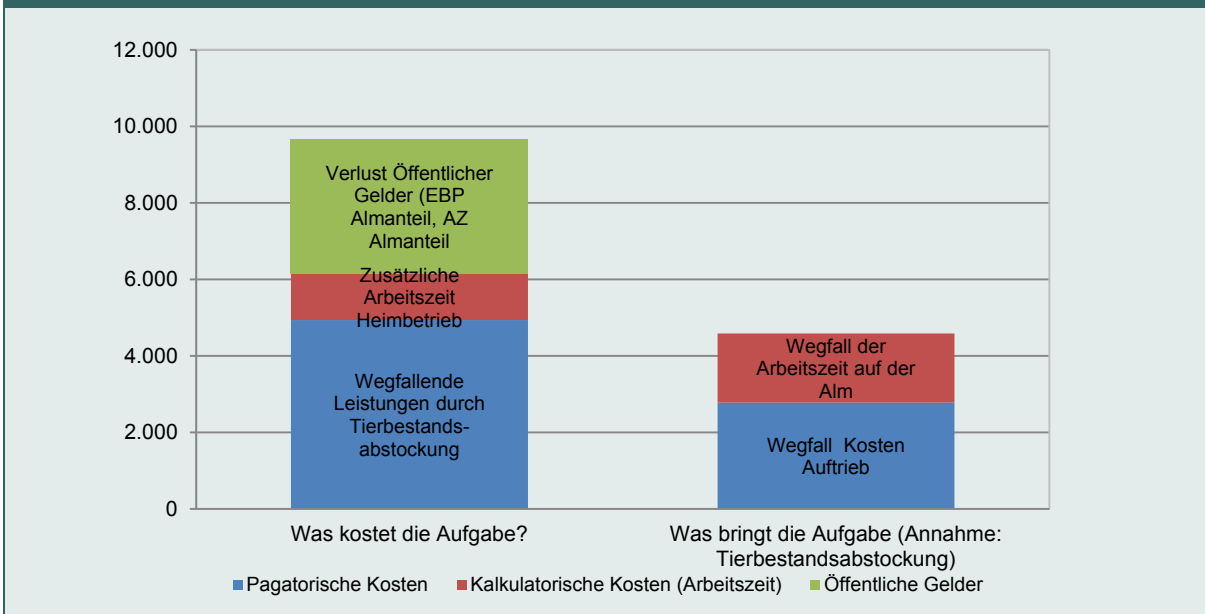 12.000
10.000
8.000
6.000
4.000
2.000
0
Verlust Öffentlicher
Gelder (EBP
Almanteil, AZ
Almanteil
Zusätzliche
Arbeitszeit
Heimbetrieb
Wegfallende
Leistungen durch
Tierbestands-
abstockung
Wegfall der
Arbeitszeit auf der
Alm
Wegfall Kosten
Auftrieb
Was kostet die Aufgabe?
Was bringt die Aufgabe (Annahme:
Tierbestandsabstockung)
Pagatorische Kosten
Kalkulatorische Kosten (Arbeitszeit)
Öffentliche Gelder